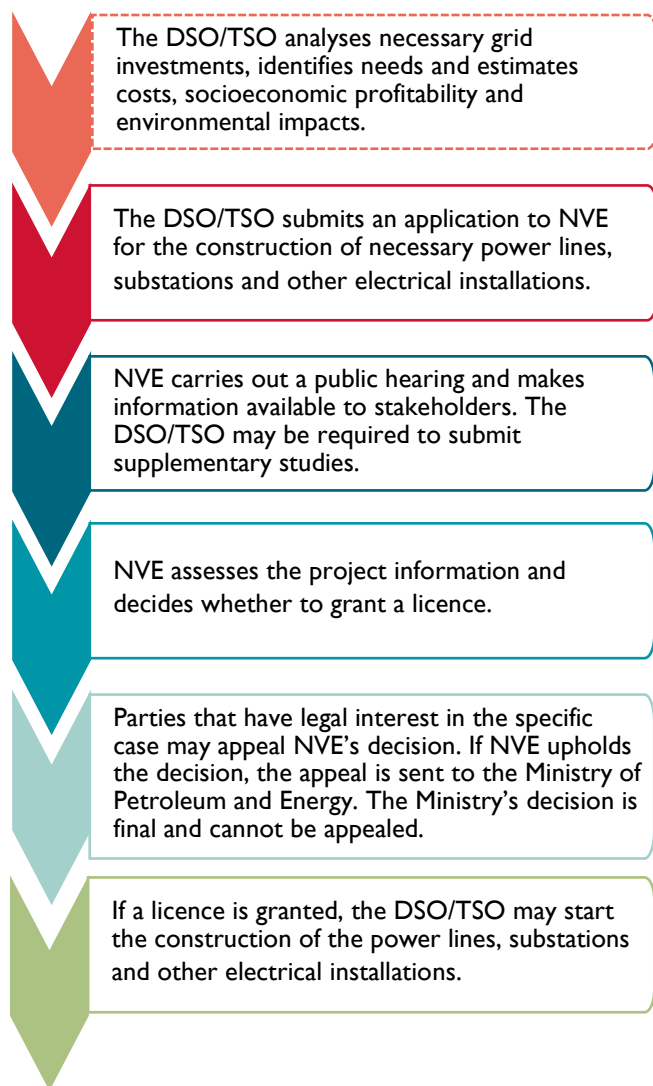 The DSO/TSO analyses necessary grid
investments, identifies needs and estimates
costs, socioeconomic profitability and
environmental impacts.
The DSO/TSO submits an application to NVE
for the construction of necessary power lines,
substations and other electrical installations.
NVE carries out a public hearing and makes
information available to stakeholders. The
DSO/TSO may be required to submit
supplementary studies.
NVE assesses the project information and
decides whether to grant a licence.
Parties that have legal interest in the specific
case may appeal NVE's decision. If NVE upholds
the decision, the appeal is sent to the Ministry of
Petroleum and Energy. The Ministry's decision is
final and cannot be appealed.
If a licence is granted, the DSO/TSO may start
the construction of the power lines, substations
and other electrical installations.